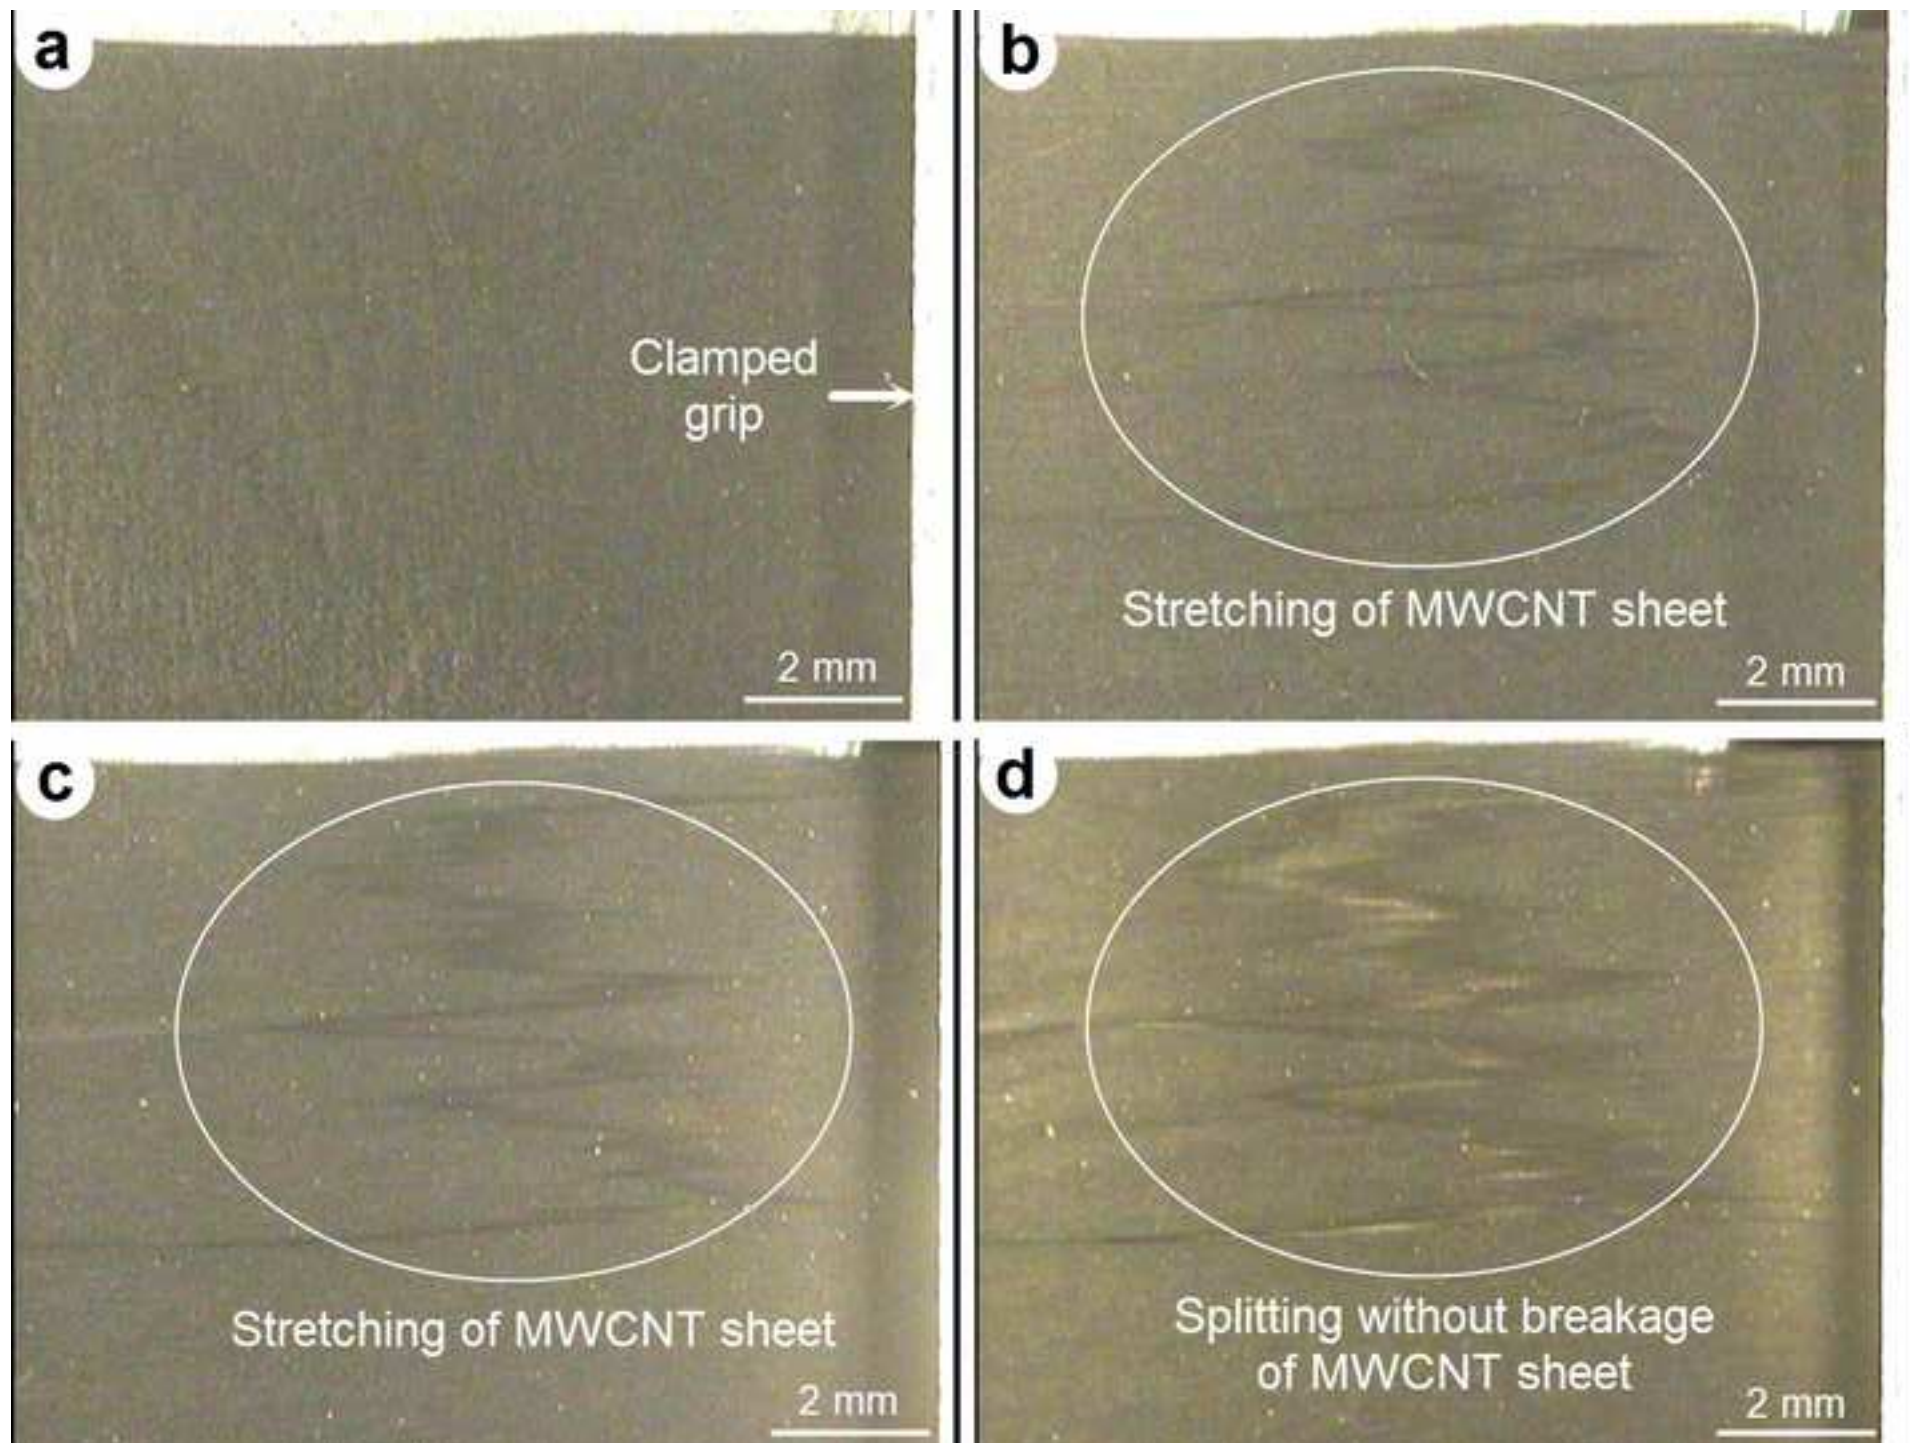 a
Clamped
grip
2 mm
b
Stretching of MWCNT sheet
2 mm
c
Stretching of MWCNT sheet
2 mm
d
Splitting without breakage
of MWCNT sheet
2 mm